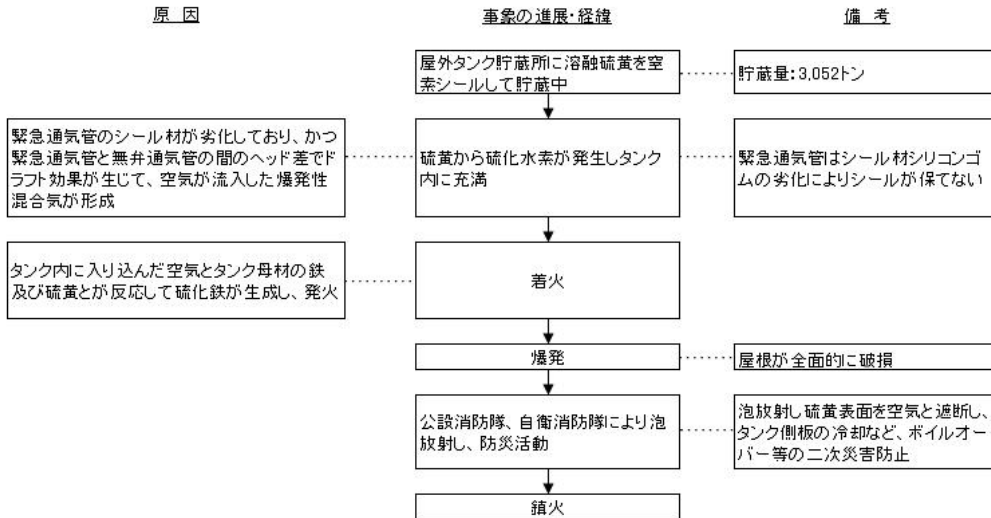 原 因
事象の進展・経緯
備 考
屋外タンク貯蔵所に溶融硫黄を窒
素シールして貯蔵中
貯蔵量:3,052トン
緊急通気管のシール材が劣化しており、かつ
緊急通気管と無弁通気管の間のヘッド差でド
ラフト効果が生じて、空気が流入した爆発性
混合気が形成
硫黄から硫化水素が発生しタンク
内に充満
緊急通気管はシール材シリコンゴ
ムの劣化によりシールが保てない
タンク内に入り込んだ空気とタンク母材の鉄
及び硫黄とが反応して硫化鉄が生成し、発火
着火
爆発
屋根が全面的に破損
公設消防隊、自衛消防隊により泡
放射し、防災活動
泡放射し硫黄表面を空気と遮断し、
タンク側板の冷却など、ボイルオー
バー等の二次災害防止
鎮火